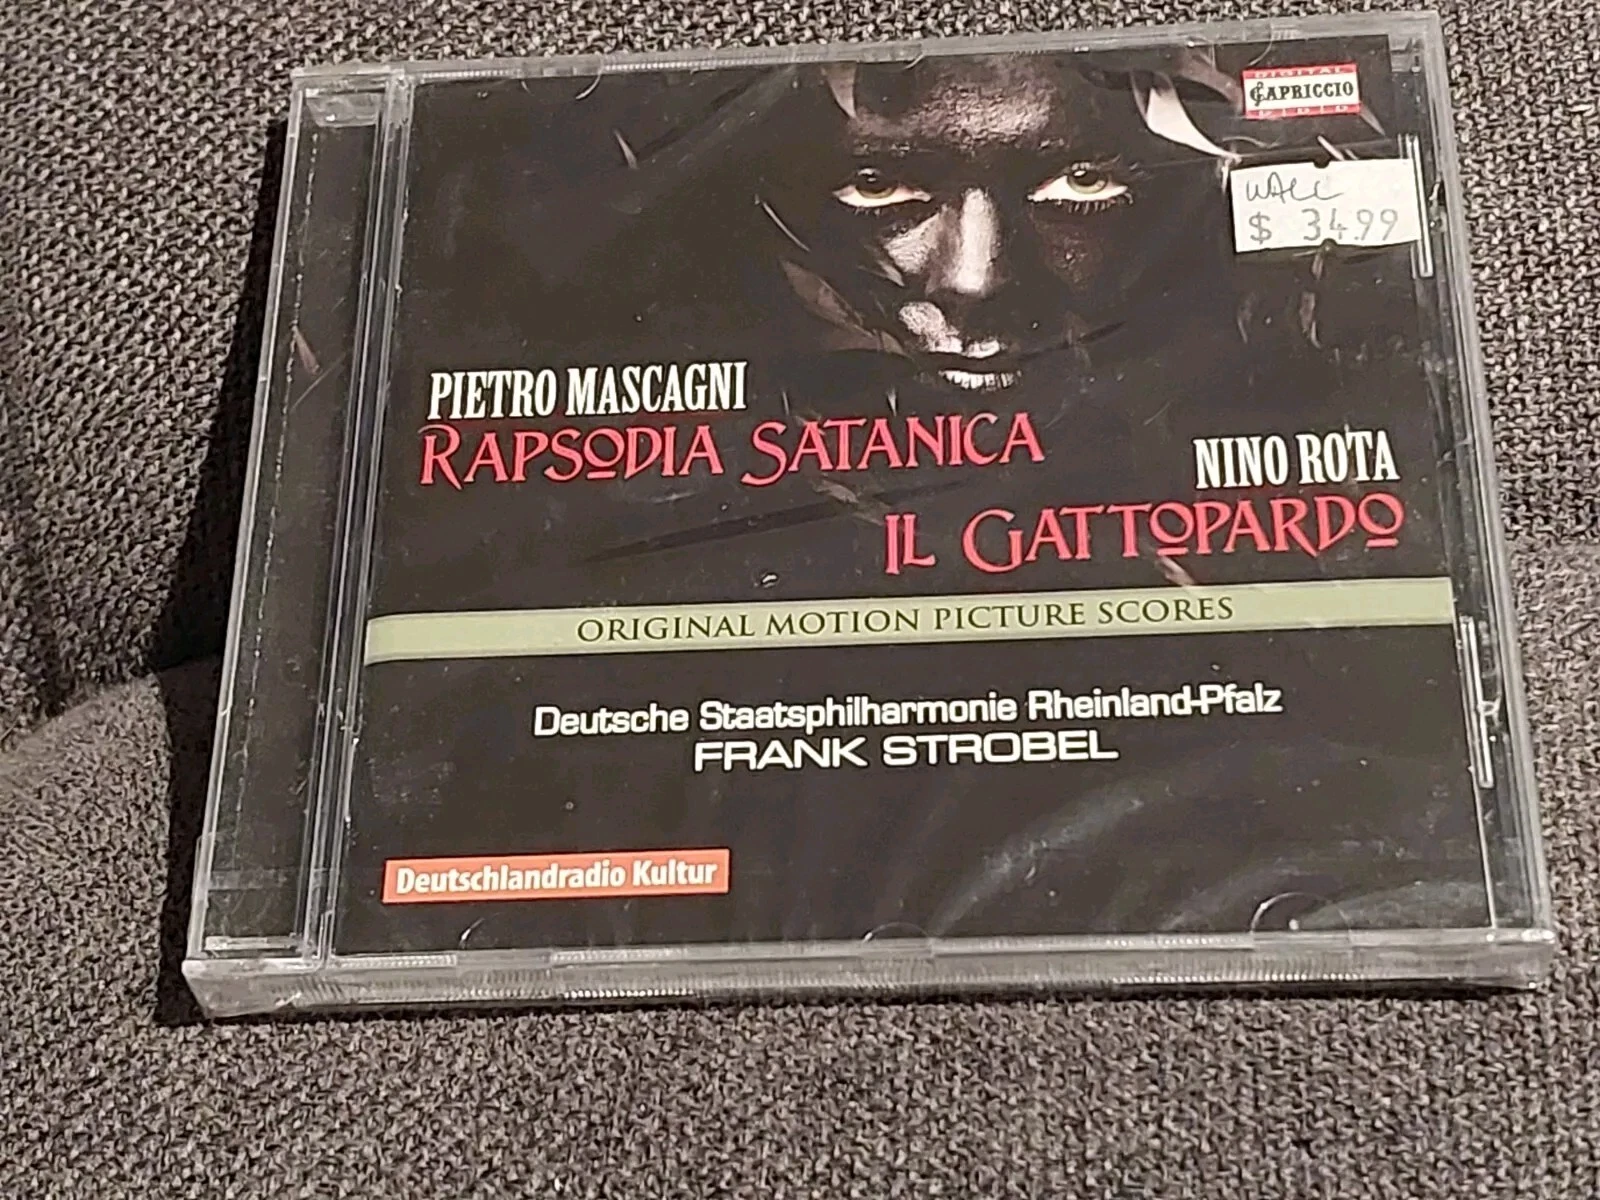 DIGITAL
CAPRICCIO
WALL
$ 34.99
PIETRO MASCAGNI
RAPSODIA SATANICA
NINO ROTA
IL GATTOPARDO
ORIGINAL MOTION PICTURE SCORES
Deutsche Staatsphilharmonie Rheinland-Pfalz
FRANK STROBEL
Deutschlandradio Kultur